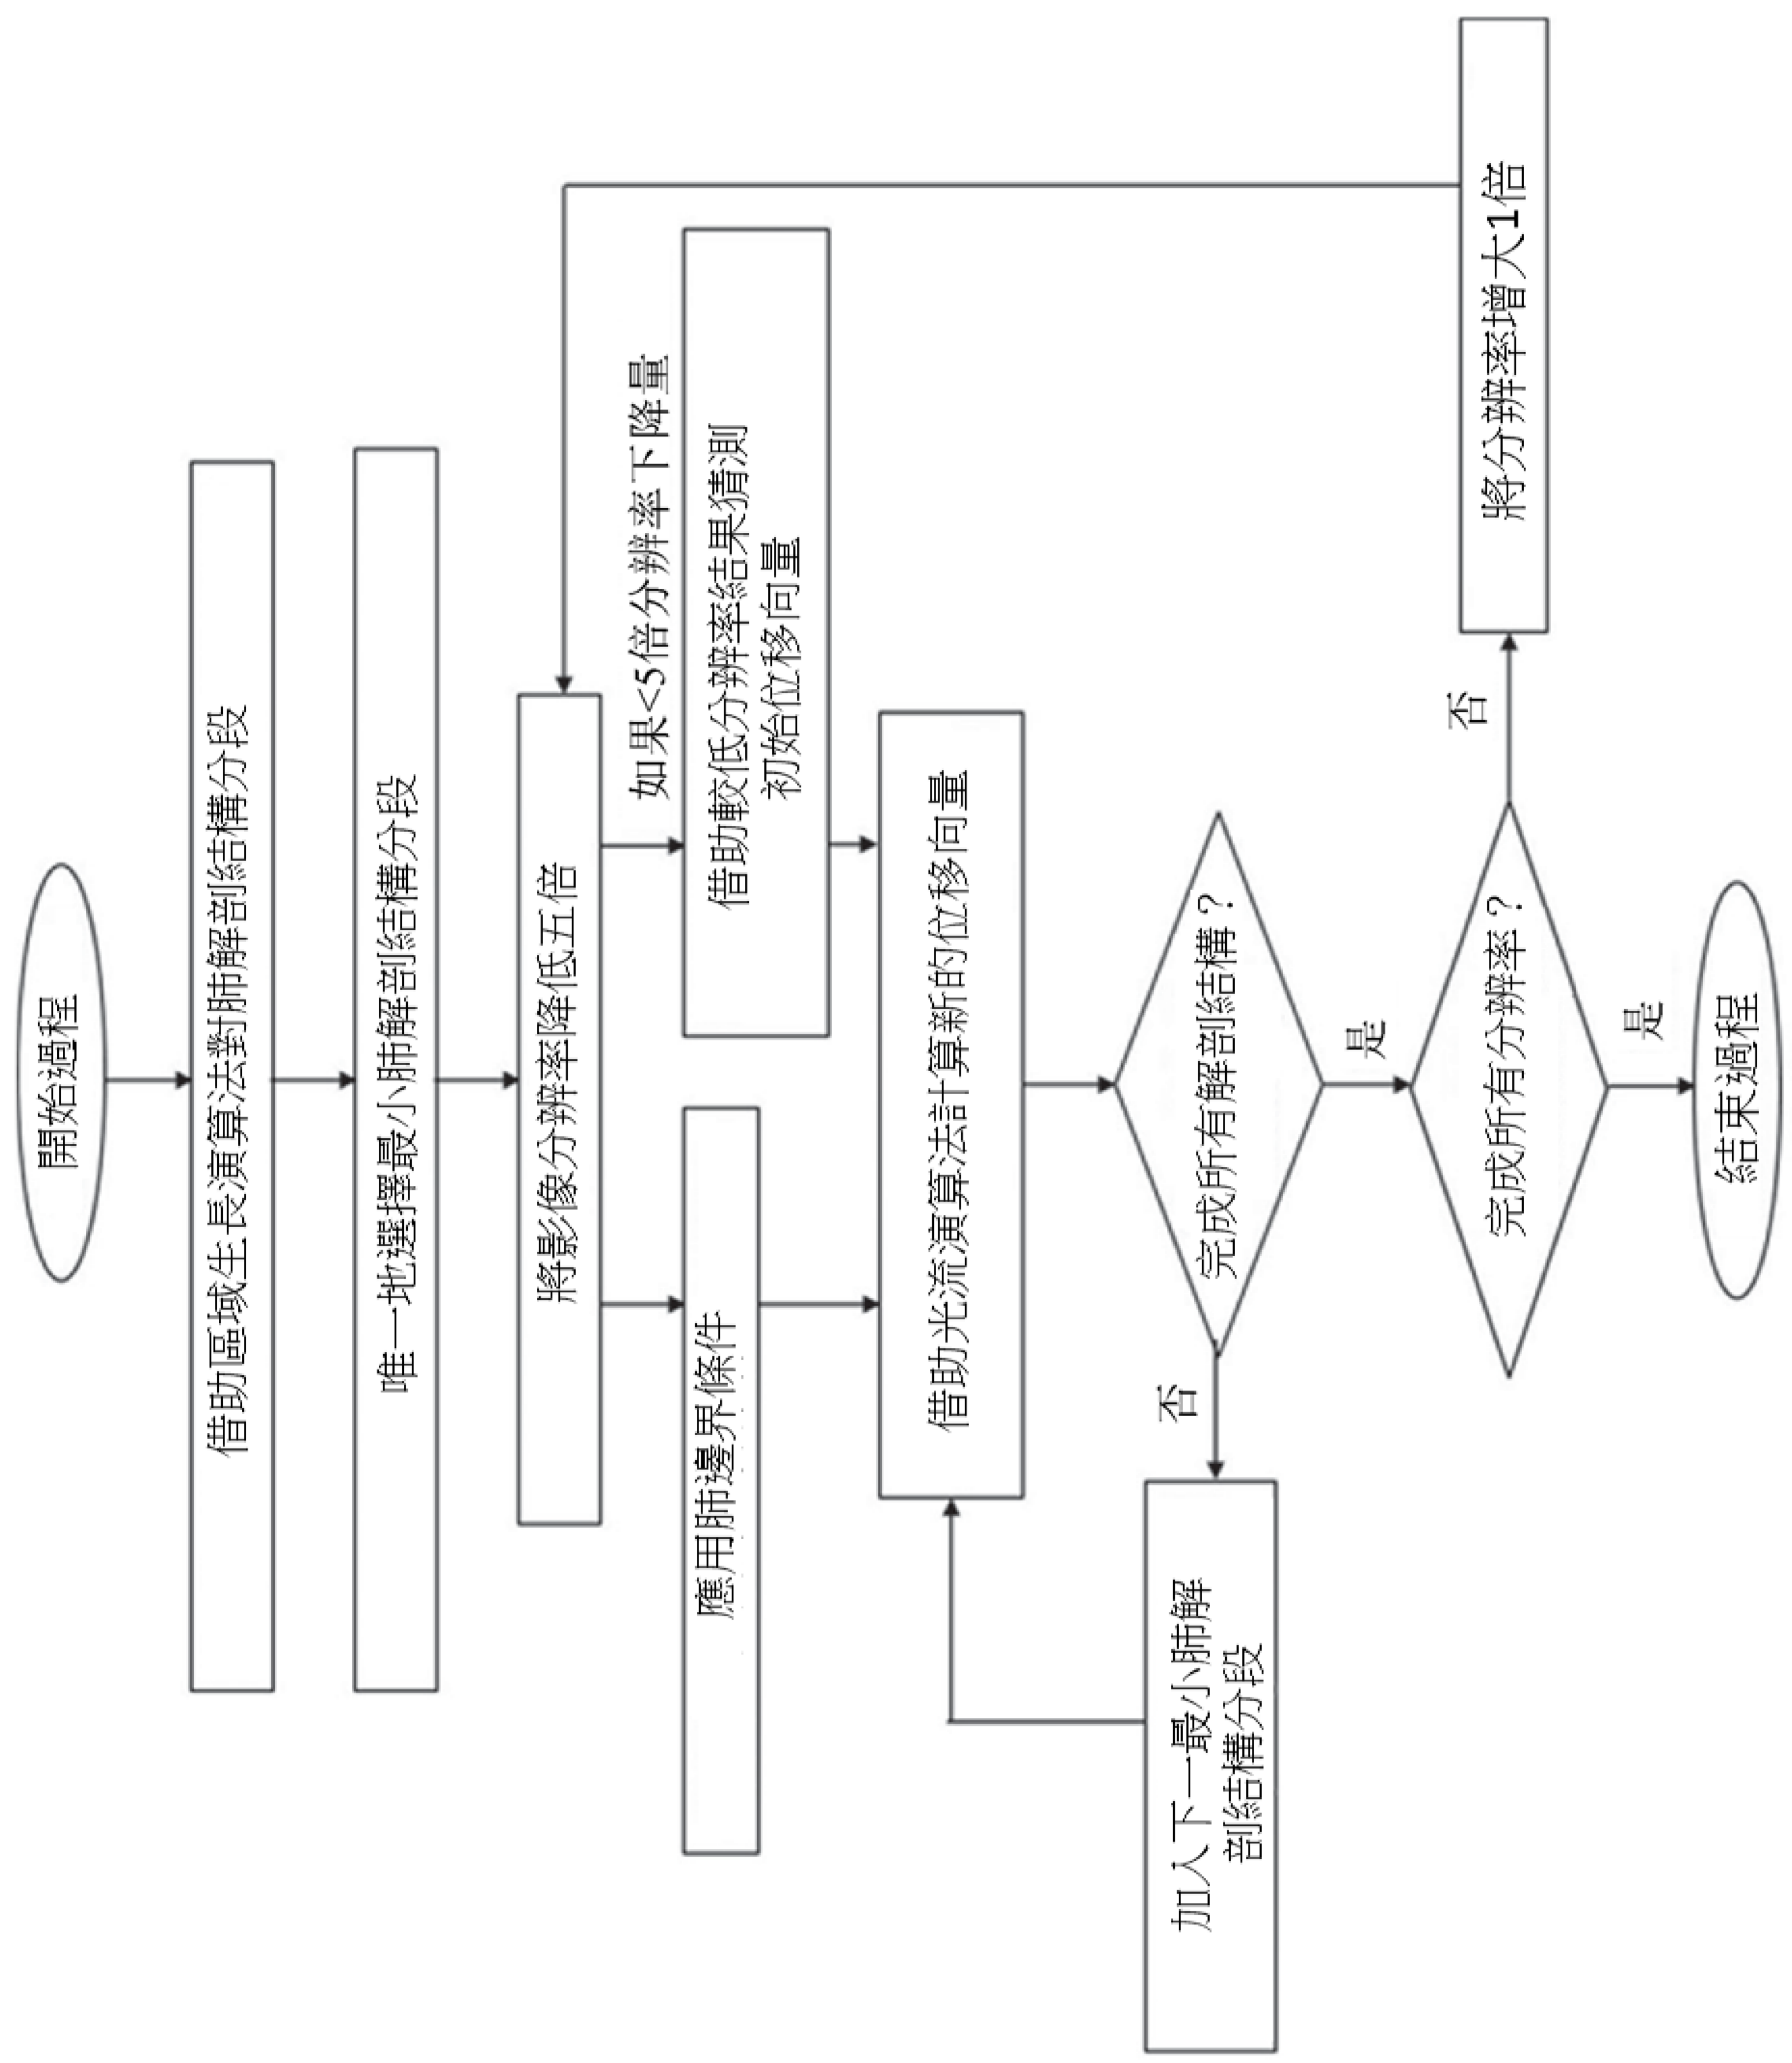 開始過程
借助區域生長演算法對肺解剖結構分段
唯一地選擇最小肺解剖結構分段
將影像分辨率降低五倍
如果<5倍分辨率下降量
應用肺邊界條件
借助較低分辨率結果猜測
初始位移向量
借助光流演算法計算新的位移向量
完成所有解剖結構？
否
加入下一最小肺解
剖結構分段
是
完成所有分辨率？
否
將分辨率增大1倍
是
結束過程